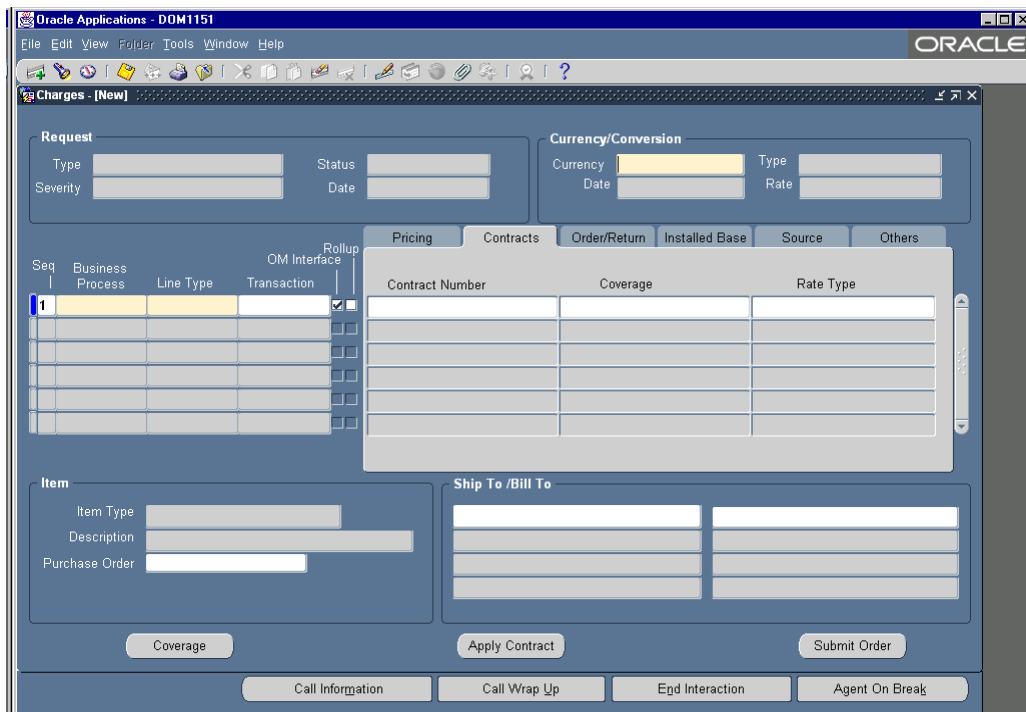 Oracle Applications - DOM1151
File Edit View Folder Tools Window Help
ORACLE
Charges - [New]
Request
Type
Status
Severity
Date
Currency/Conversion
Currency
Type
Date
Rate
Pricing
Contracts
Order/Return
Installed Base
Source
Others
Rollup
OM Interface
Seq
Business
Process
Line Type
Transaction
Contract Number
Coverage
Rate Type
1
Item
Item Type
Description
Purchase Order
Ship To /Bill To
Coverage
Apply Contract
Submit Order
Call Information
Call Wrap Up
End Interaction
Agent On Break